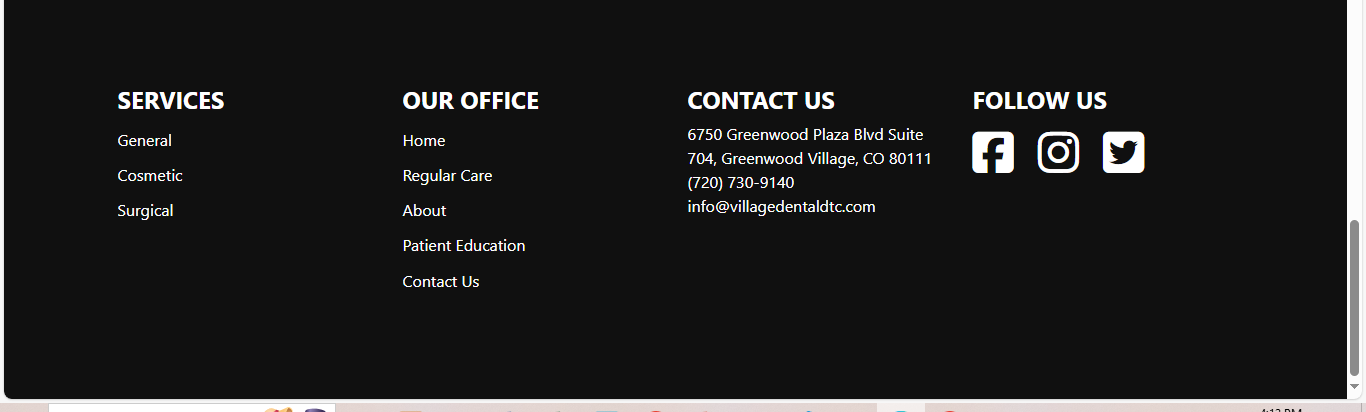 SERVICES
General
Cosmetic
Surgical
OUR OFFICE
Home
Regular Care
About
Patient Education
Contact Us
CONTACT US
6750 Greenwood Plaza Blvd Suite
704, Greenwood Village, CO 80111
(720) 730-9140
info@villagedentaldtc.com
FOLLOW US